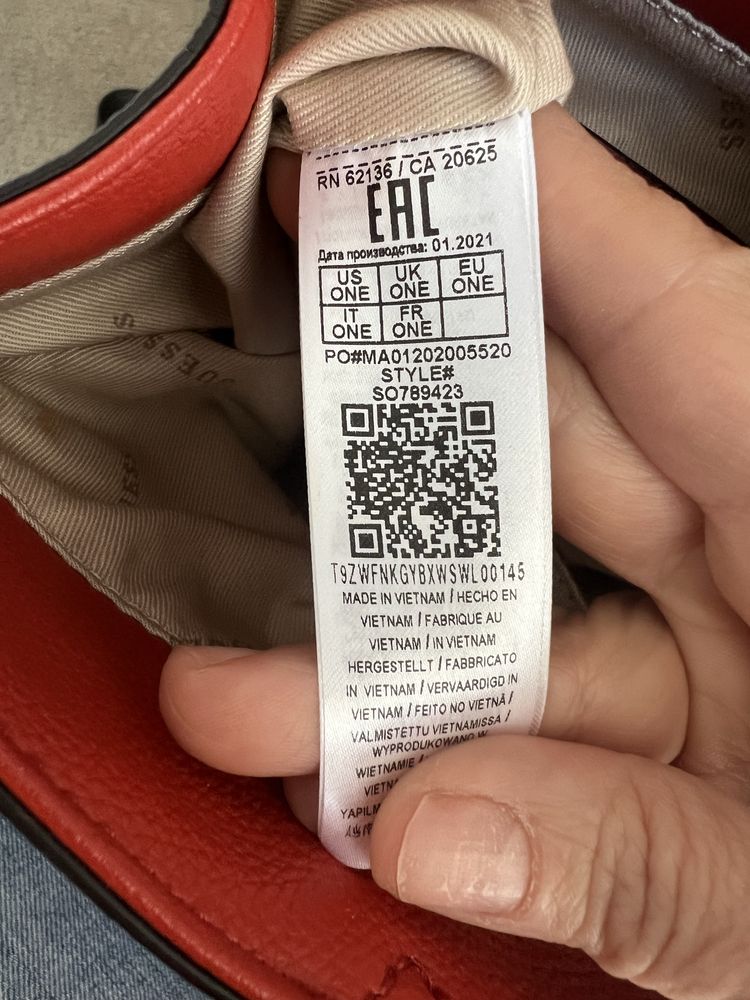 RN 62136 / CA 20625
EAC
Дата производства: 01.2021
US ONE UK ONE EU ONE
IT ONE FR ONE
PO#MA01202005520
STYLE#
SO789423
T9ZWFNKGYBXWSWL00145
MADE IN VIETNAM / HECHO EN
VIETNAM / FABRIQUE AU
VIETNAM / IN VIETNAM
HERGESTELLT / FABBRICATO
IN VIETNAM / VERVAARDIGD IN
VIETNAM / FEITO NO VIETNÃ /
VALMISTETTU VIETNAMISSA /
WYPRODUKOWANO W
WIETNAMIE /